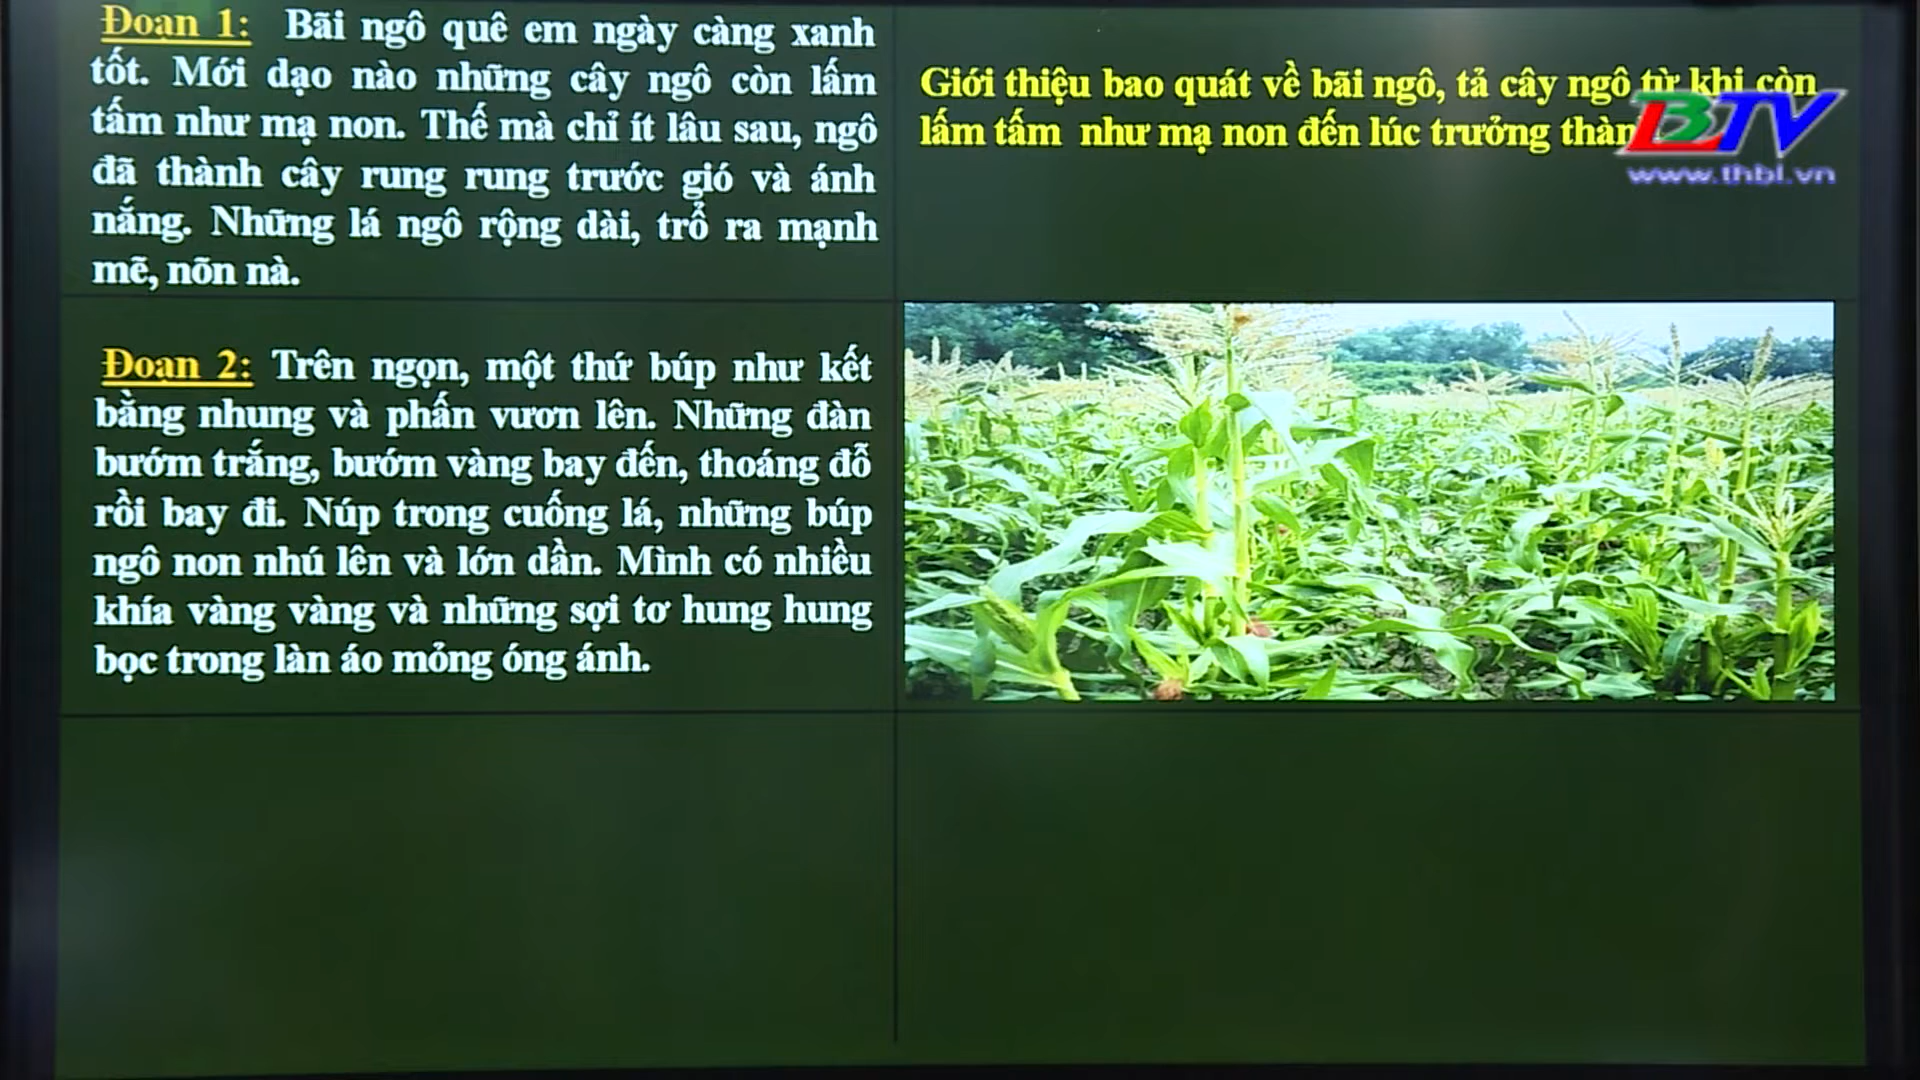 Đoạn 1: Bãi ngô quê em ngày càng xanh
tốt. Mới dạo nào những cây ngô còn lấm
tấm như mạ non. Thế mà chỉ ít lâu sau, ngô
đã thành cây rung rung trước gió và ánh
nắng. Những lá ngô rộng dài, trổ ra mạnh
mẽ, nõn nà.
Giới thiệu bao quát về bãi ngô, tả cây ngô từ khi còn
lấm tấm như mạ non đến lúc trưởng
BTV
www.thbl.vn
Đoạn 2: Trên ngọn, một thứ búp như kết
bằng nhung và phấn vươn lên. Những đàn
bướm trắng, bướm vàng bay đến, thoáng đỗ
rồi bay đi. Núp trong cuống lá, những búp
ngô non nhú lên và lớn dần. Mình có nhiều
khía vàng vàng và những sợi tơ hung hung
bọc trong làn áo mỏng óng ánh.